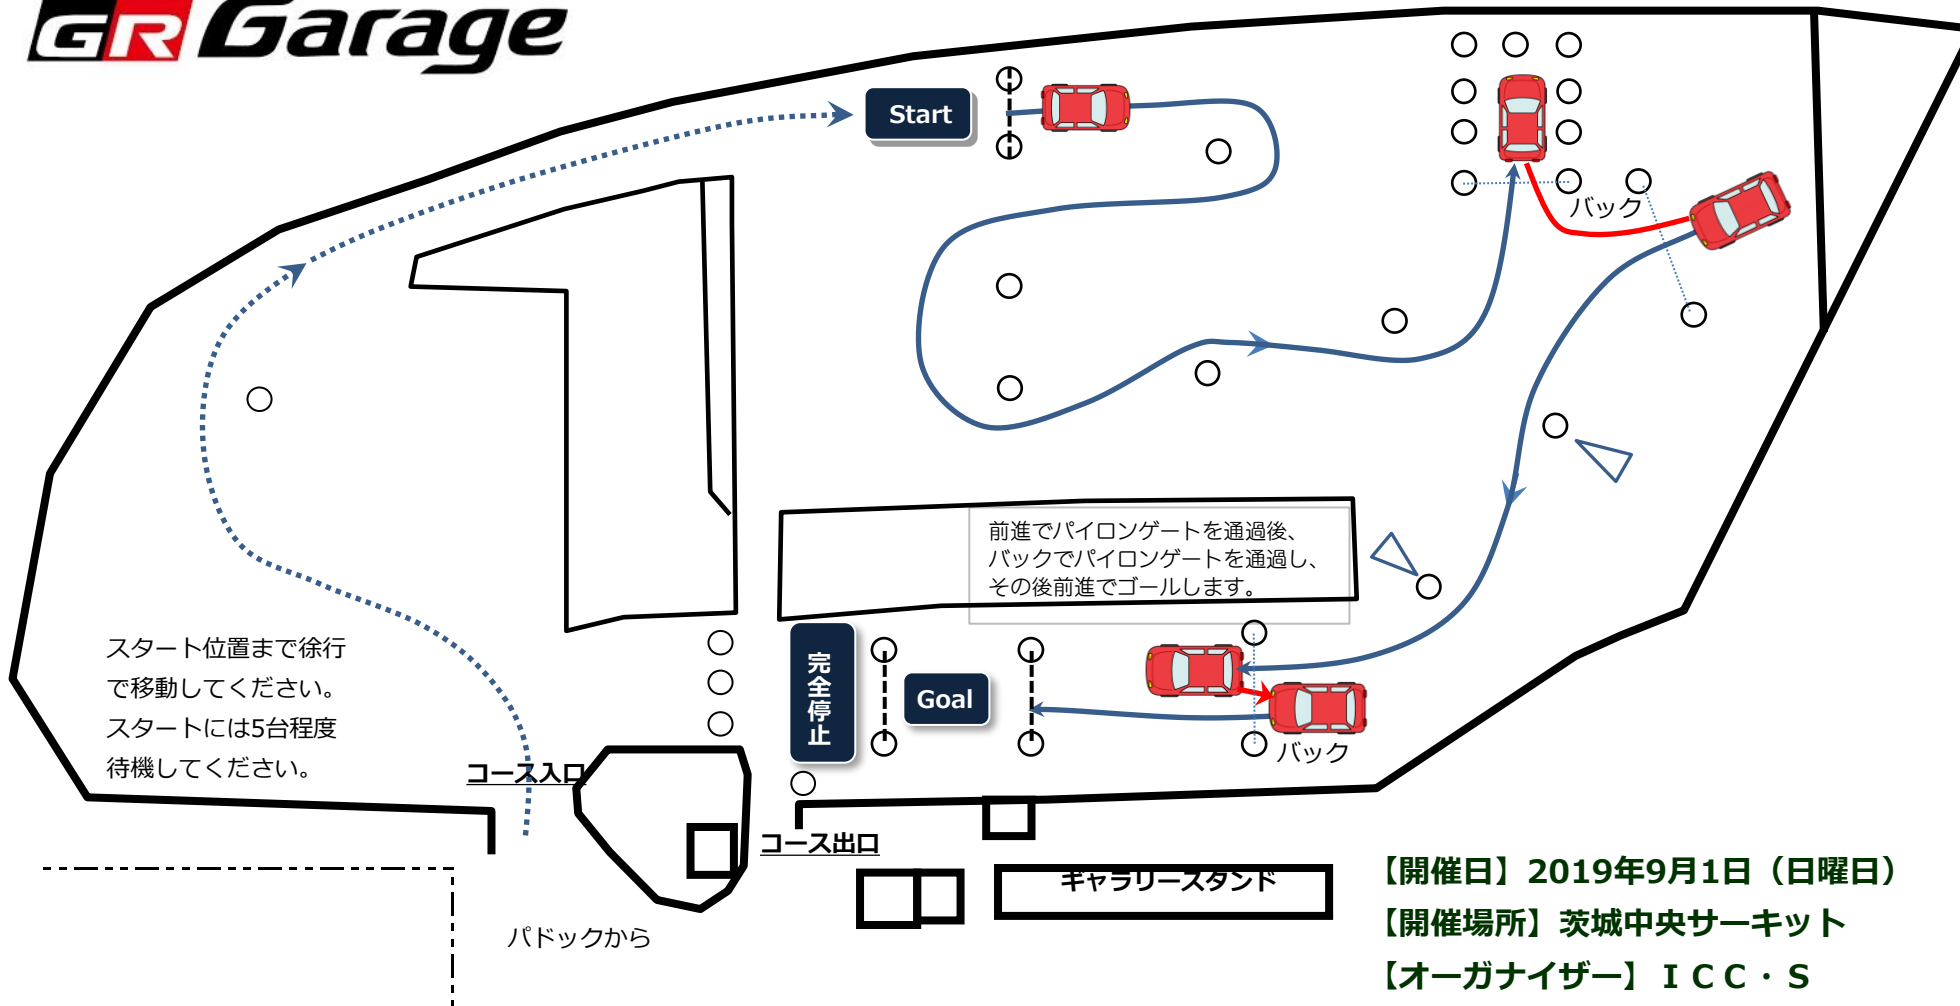 GR Garage
Start
バック
前進でパイロンゲートを通過後、
バックでパイロンゲートを通過し、
その後前進でゴールします。
スタート位置まで徐行
で移動してください。
スタートには5台程度
待機してください。
完全停止
Goal
バック
コース入口
コース出口
ギャラリースタンド
パドックから
【開催日】2019年9月1日（日曜日）
【開催場所】茨城中央サーキット
【オーガナイザー】ＩＣＣ・Ｓ